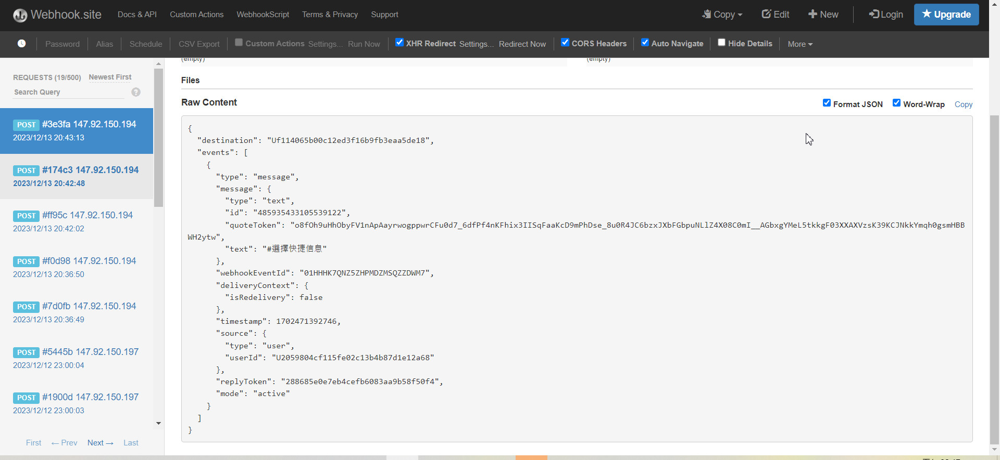 Webhook.site Docs & API Custom Actions WebhookScript Terms & Privacy Support Copy Edit New Login Upgrade
Password Alias Schedule CSV Export Custom Actions Settings... Run Now XHR Redirect Settings... Redirect Now CORS Headers Auto Navigate Hide Details More
REQUESTS (19/500) Newest First
Search Query ?
POST #3e3fa 147.92.150.194
2023/12/13 20:43:13
POST #174c3 147.92.150.194
2023/12/13 20:42:48
POST #ff95c 147.92.150.194
2023/12/13 20:42:02
POST #f0d98 147.92.150.194
2023/12/13 20:36:50
POST #7d0fb 147.92.150.194
2023/12/13 20:36:49
POST #5445b 147.92.150.197
2023/12/12 23:00:04
POST #1900d 147.92.150.197
2023/12/12 23:00:03
First ← Prev Next → Last
(empty) (empty)
Files
Raw Content Format JSON Word-Wrap Copy
{
"destination": "Uf114065b00c12ed3f16b9fb3eaa5de18",
"events": [
{
"type": "message",
"message": {
"type": "text",
"id": "485935433105539122",
"quoteToken": "o8fOh9uHhObyFV1nApAayrwogppwrCFu0d7_6dfPf4nKFhix3IISqFaaKcD9mPhDse_8u0R4JC6bzxJXbFGbpuNLlZ4X08C0mI__AGbxgYMeL5tkkgF03XXAXVzsK39KCJNkkYmqh0gsmHBB
WH2ytw",
"text": "#選擇快捷信息"
},
"webhookEventId": "01HHHK7QNZ5ZHPMDZMSQZZDWM7",
"deliveryContext": {
"isRedelivery": false
},
"timestamp": 1702471392746,
"source": {
"type": "user",
"userId": "U2059804cf115fe02c13b4b87d1e12a68"
},
"replyToken": "288685e0e7eb4cefb6083aa9b58f50f4",
"mode": "active"
}
]
}